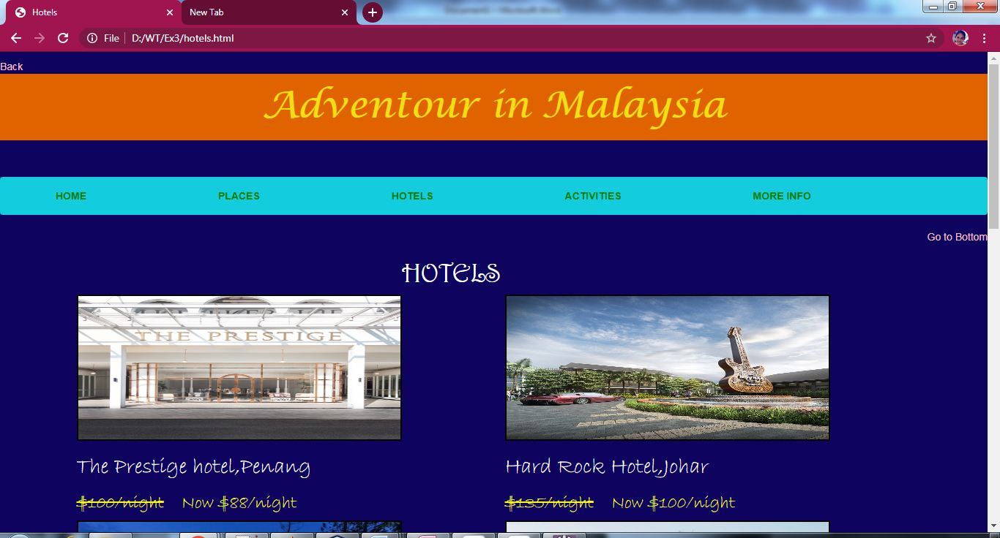 Hotels
New Tab
File D:/WT/Ex3/hotels.html
Back
Adventour in Malaysia
HOME PLACES HOTELS ACTIVITIES MORE INFO
Go to Bottom
HOTELS
THE PRESTIGE
The Prestige hotel,Penang
Hard Rock Hotel,Johar
$100/night Now $88/night
$135/night Now $100/night